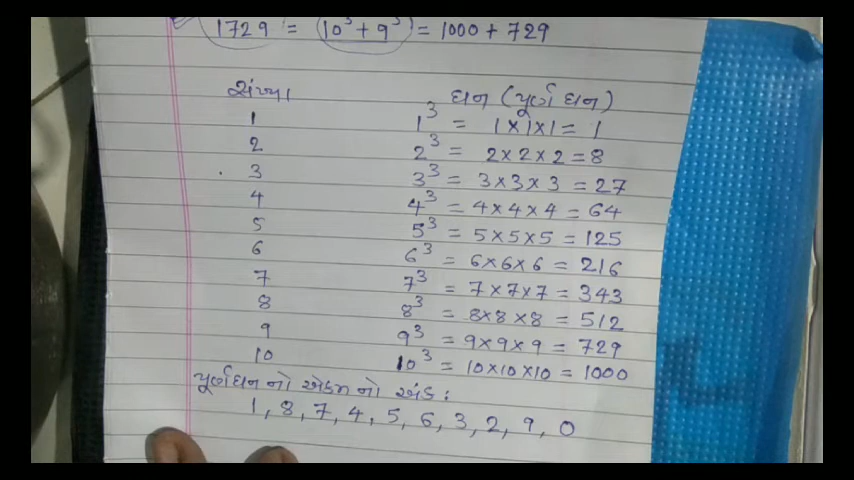 1729 = (10³ + 9³) = 1000 + 729
સંખ્યા ઘન (પૂર્ણ ઘન)
1 1³ = 1×1×1 = 1
2 2³ = 2×2×2 = 8
3 3³ = 3×3×3 = 27
4 4³ = 4×4×4 = 64
5 5³ = 5×5×5 = 125
6 6³ = 6×6×6 = 216
7 7³ = 7×7×7 = 343
8 8³ = 8×8×8 = 512
9 9³ = 9×9×9 = 729
10 10³ = 10×10×10 = 1000
પૂર્ણઘન નો એકમ નો અંક :
1, 8, 7, 4, 5, 6, 3, 2, 9, 0